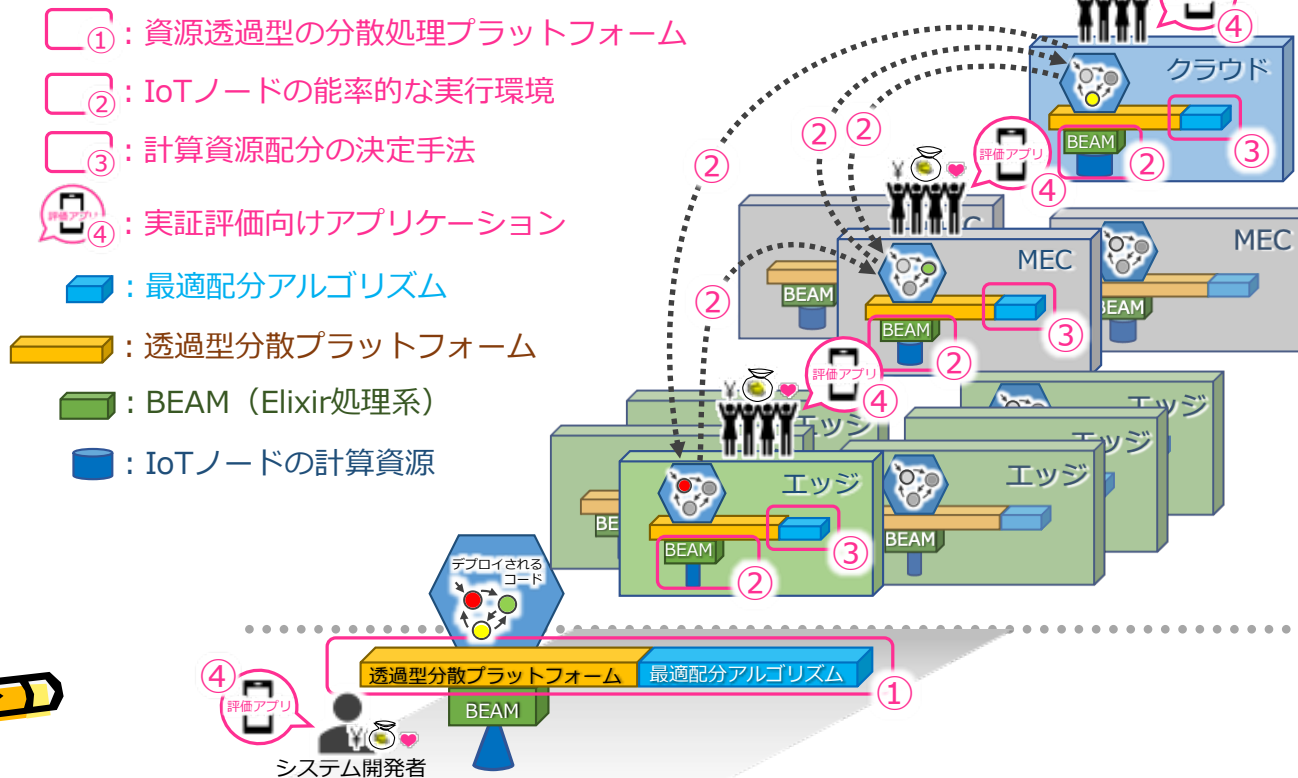 ①：資源透過型の分散処理プラットフォーム
②：IoTノードの能率的な実行環境
③：計算資源配分の決定手法
評価アプリ
④：実証評価向けアプリケーション
：最適配分アルゴリズム
：透過型分散プラットフォーム
：BEAM（Elixir処理系）
：IoTノードの計算資源
④
クラウド
BEAM
②
③
②
②
②
②
評価アプリ
④
¥
C
MEC
MEC
BEAM
BEAM
BEAM
②
③
評価アプリ
④
¥
エッジ
エッジ
エッジ
エッジ
エッジ
BE
BEAM
BEAM
②
③
デプロイされる
コード
透過型分散プラットフォーム
最適配分アルゴリズム
①
BEAM
④
評価アプリ
¥
システム開発者